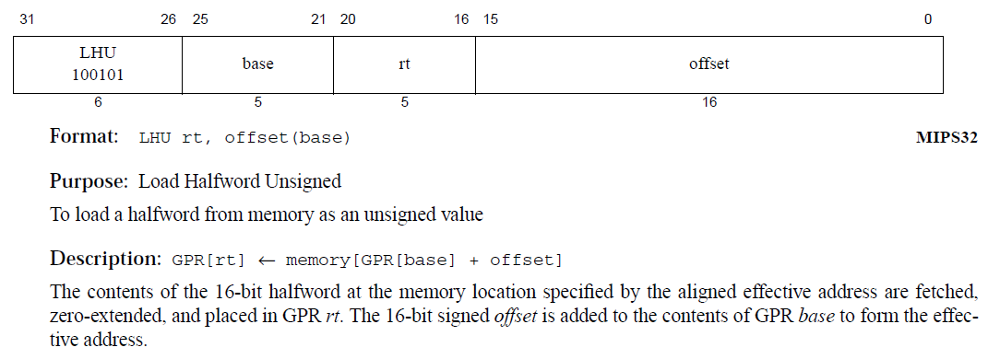 31 26 25 21 20 16 15 0
LHU
100101
base rt offset
6 5 5 16
Format: LHU rt, offset(base) MIPS32
Purpose: Load Halfword Unsigned
To load a halfword from memory as an unsigned value
Description: GPR[rt] ← memory[GPR[base] + offset]
The contents of the 16-bit halfword at the memory location specified by the aligned effective address are fetched,
zero-extended, and placed in GPR rt. The 16-bit signed offset is added to the contents of GPR base to form the effec-
tive address.